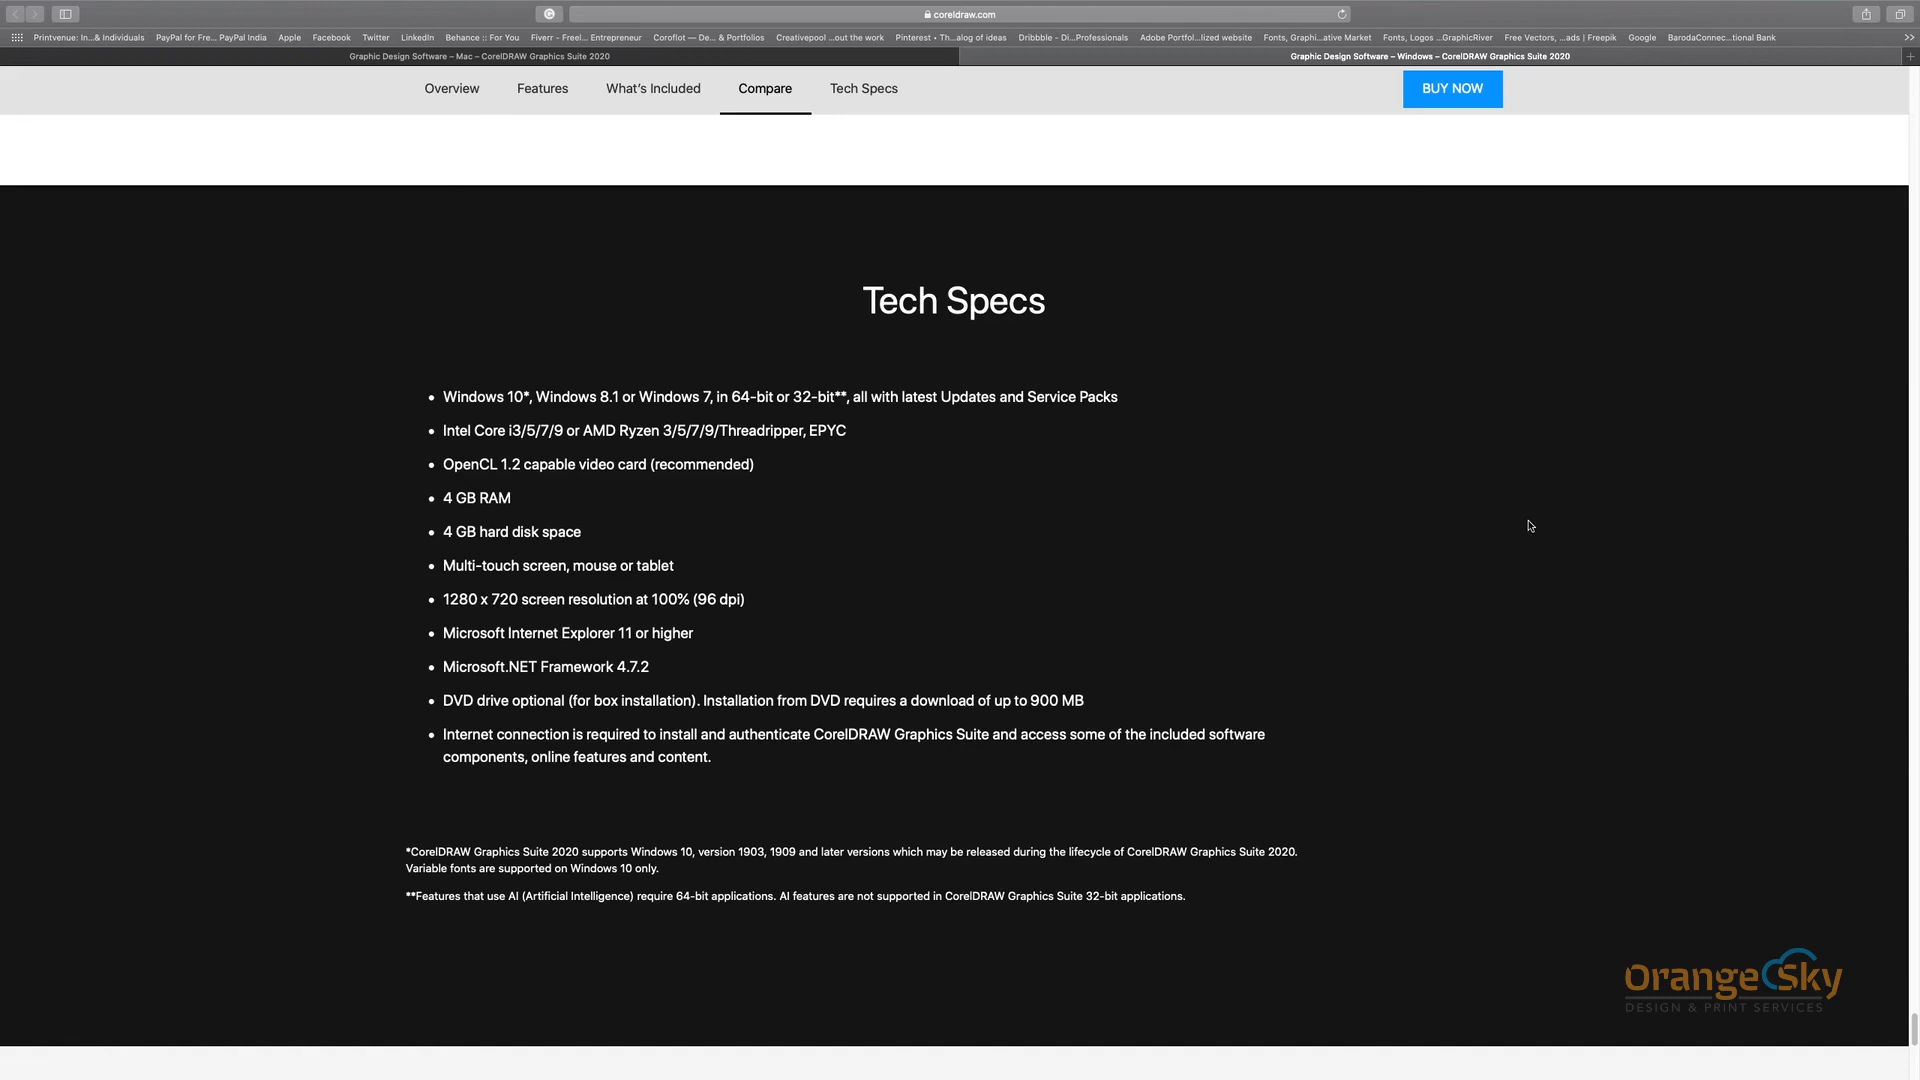 coreldraw.com
Printvenue: In...& Individuals PayPal for Fre... PayPal India Apple Facebook Twitter LinkedIn Behance :: For You Fiverr - Freel... Entrepreneur Coroflot — De... & Portfolios Creativepool ...out the work Pinterest • Th...alog of ideas Dribbble - Di...Professionals Adobe Portfol...lized website Fonts, Graphi...ative Market Fonts, Logos ...GraphicRiver Free Vectors, ...ads | Freepik Google BarodaConnec...tional Bank
Graphic Design Software – Mac – CorelDRAW Graphics Suite 2020 Graphic Design Software – Windows – CorelDRAW Graphics Suite 2020
Overview Features What's Included Compare Tech Specs BUY NOW
Tech Specs
• Windows 10*, Windows 8.1 or Windows 7, in 64-bit or 32-bit**, all with latest Updates and Service Packs
• Intel Core i3/5/7/9 or AMD Ryzen 3/5/7/9/Threadripper, EPYC
• OpenCL 1.2 capable video card (recommended)
• 4 GB RAM
• 4 GB hard disk space
• Multi-touch screen, mouse or tablet
• 1280 x 720 screen resolution at 100% (96 dpi)
• Microsoft Internet Explorer 11 or higher
• Microsoft.NET Framework 4.7.2
• DVD drive optional (for box installation). Installation from DVD requires a download of up to 900 MB
• Internet connection is required to install and authenticate CorelDRAW Graphics Suite and access some of the included software
components, online features and content.
*CorelDRAW Graphics Suite 2020 supports Windows 10, version 1903, 1909 and later versions which may be released during the lifecycle of CorelDRAW Graphics Suite 2020.
Variable fonts are supported on Windows 10 only.
**Features that use AI (Artificial Intelligence) require 64-bit applications. AI features are not supported in CorelDRAW Graphics Suite 32-bit applications.
Orange Sky
DESIGN & PRINT SERVICES